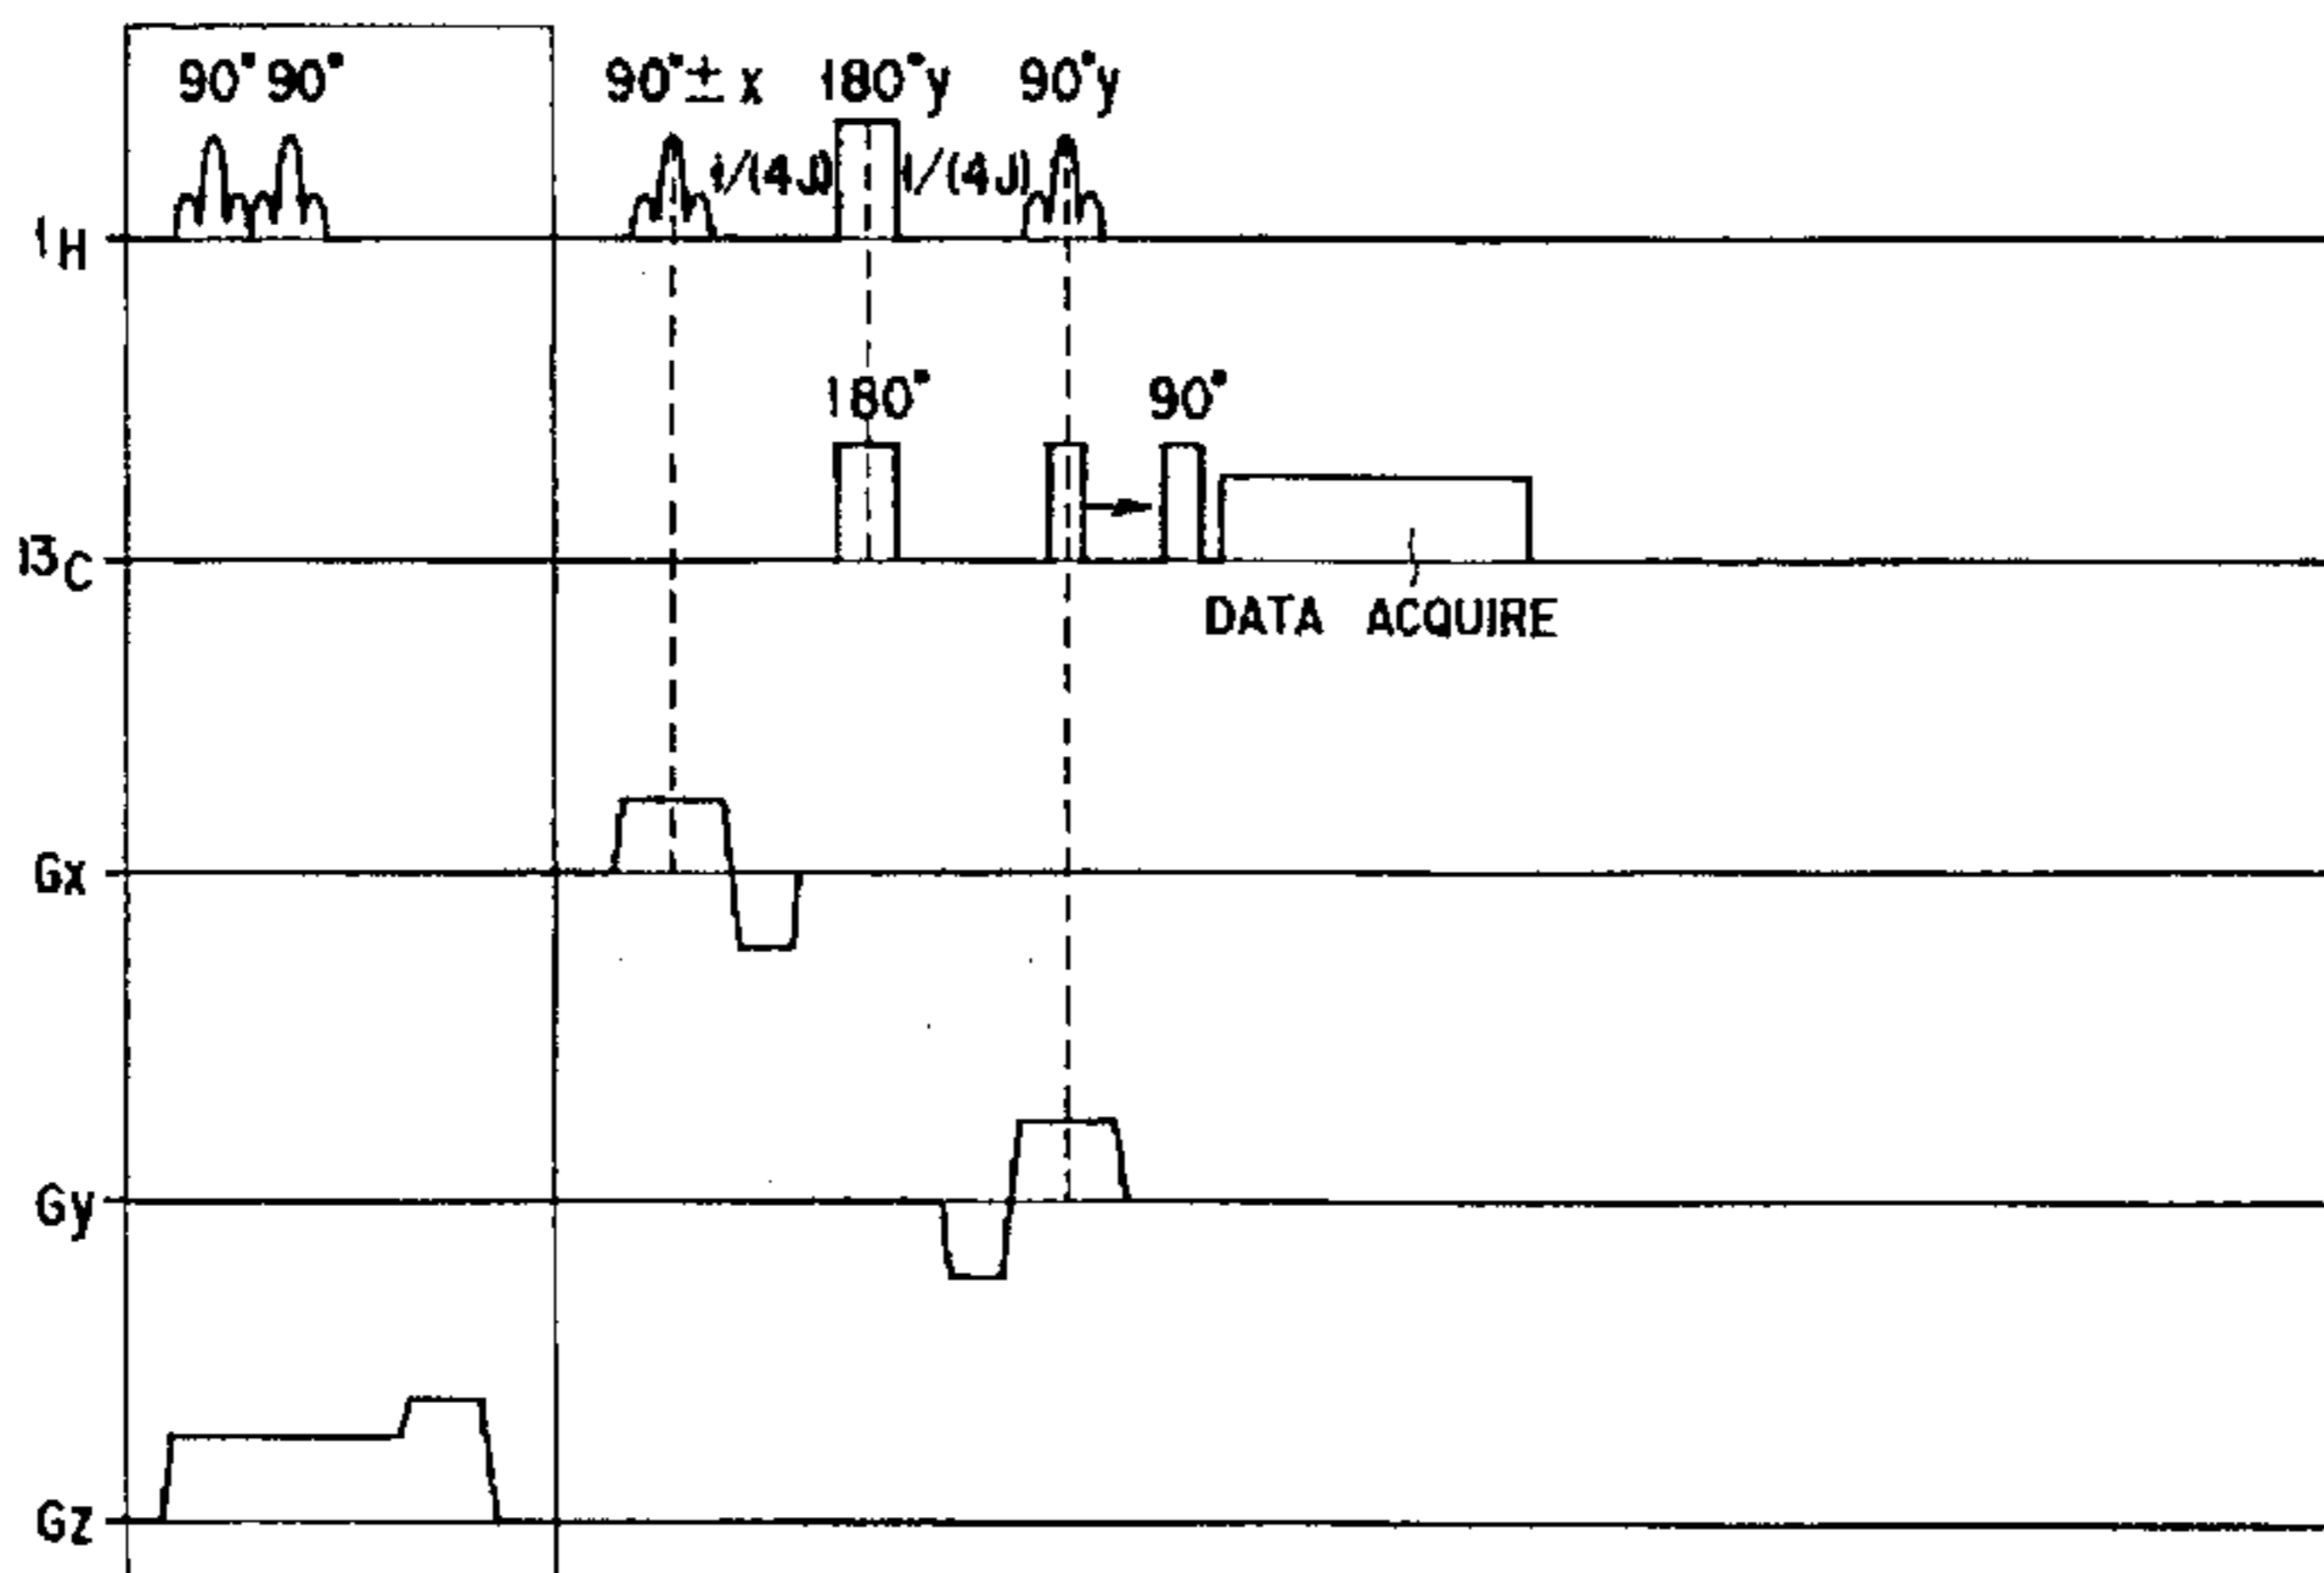 90° 90° 90° ± x 180°y 90°y
1/(4J) 1/(4J)
1H
180° 90°
13C
DATA ACQUIRE
Gx
Gy
Gz